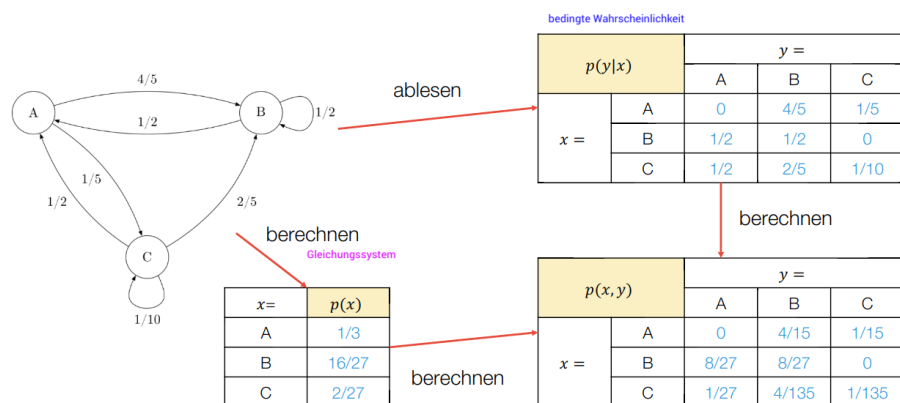 bedingte Wahrscheinlichkeit
p(y|x) y =
A B C
x = A 0 4/5 1/5
B 1/2 1/2 0
C 1/2 2/5 1/10
ablesen
A
B
C
4/5
1/2
1/2
1/5
1/2
2/5
1/10
berechnen
Gleichungssystem
berechnen
x= p(x)
A 1/3
B 16/27
C 2/27
berechnen
p(x, y) y =
A B C
x = A 0 4/15 1/15
B 8/27 8/27 0
C 1/27 4/135 1/135